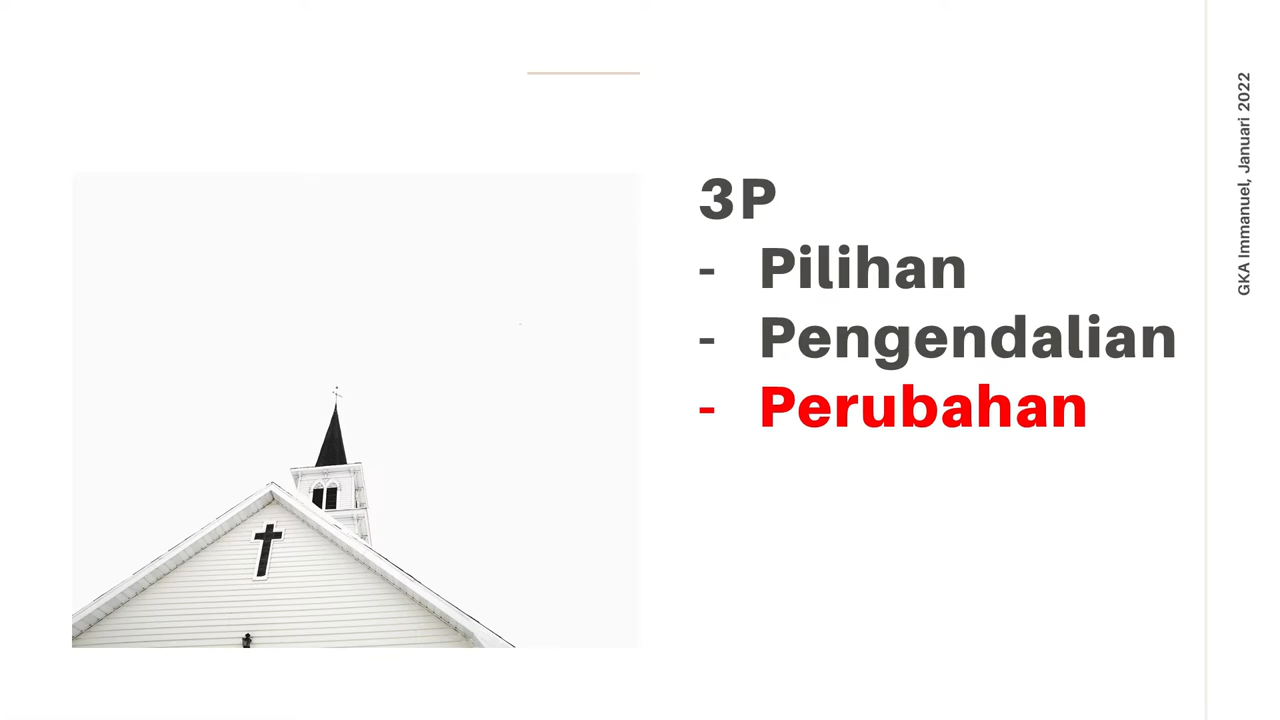 3P
- Pilihan
- Pengendalian
- Perubahan
GKA Immanuel, Januari 2022